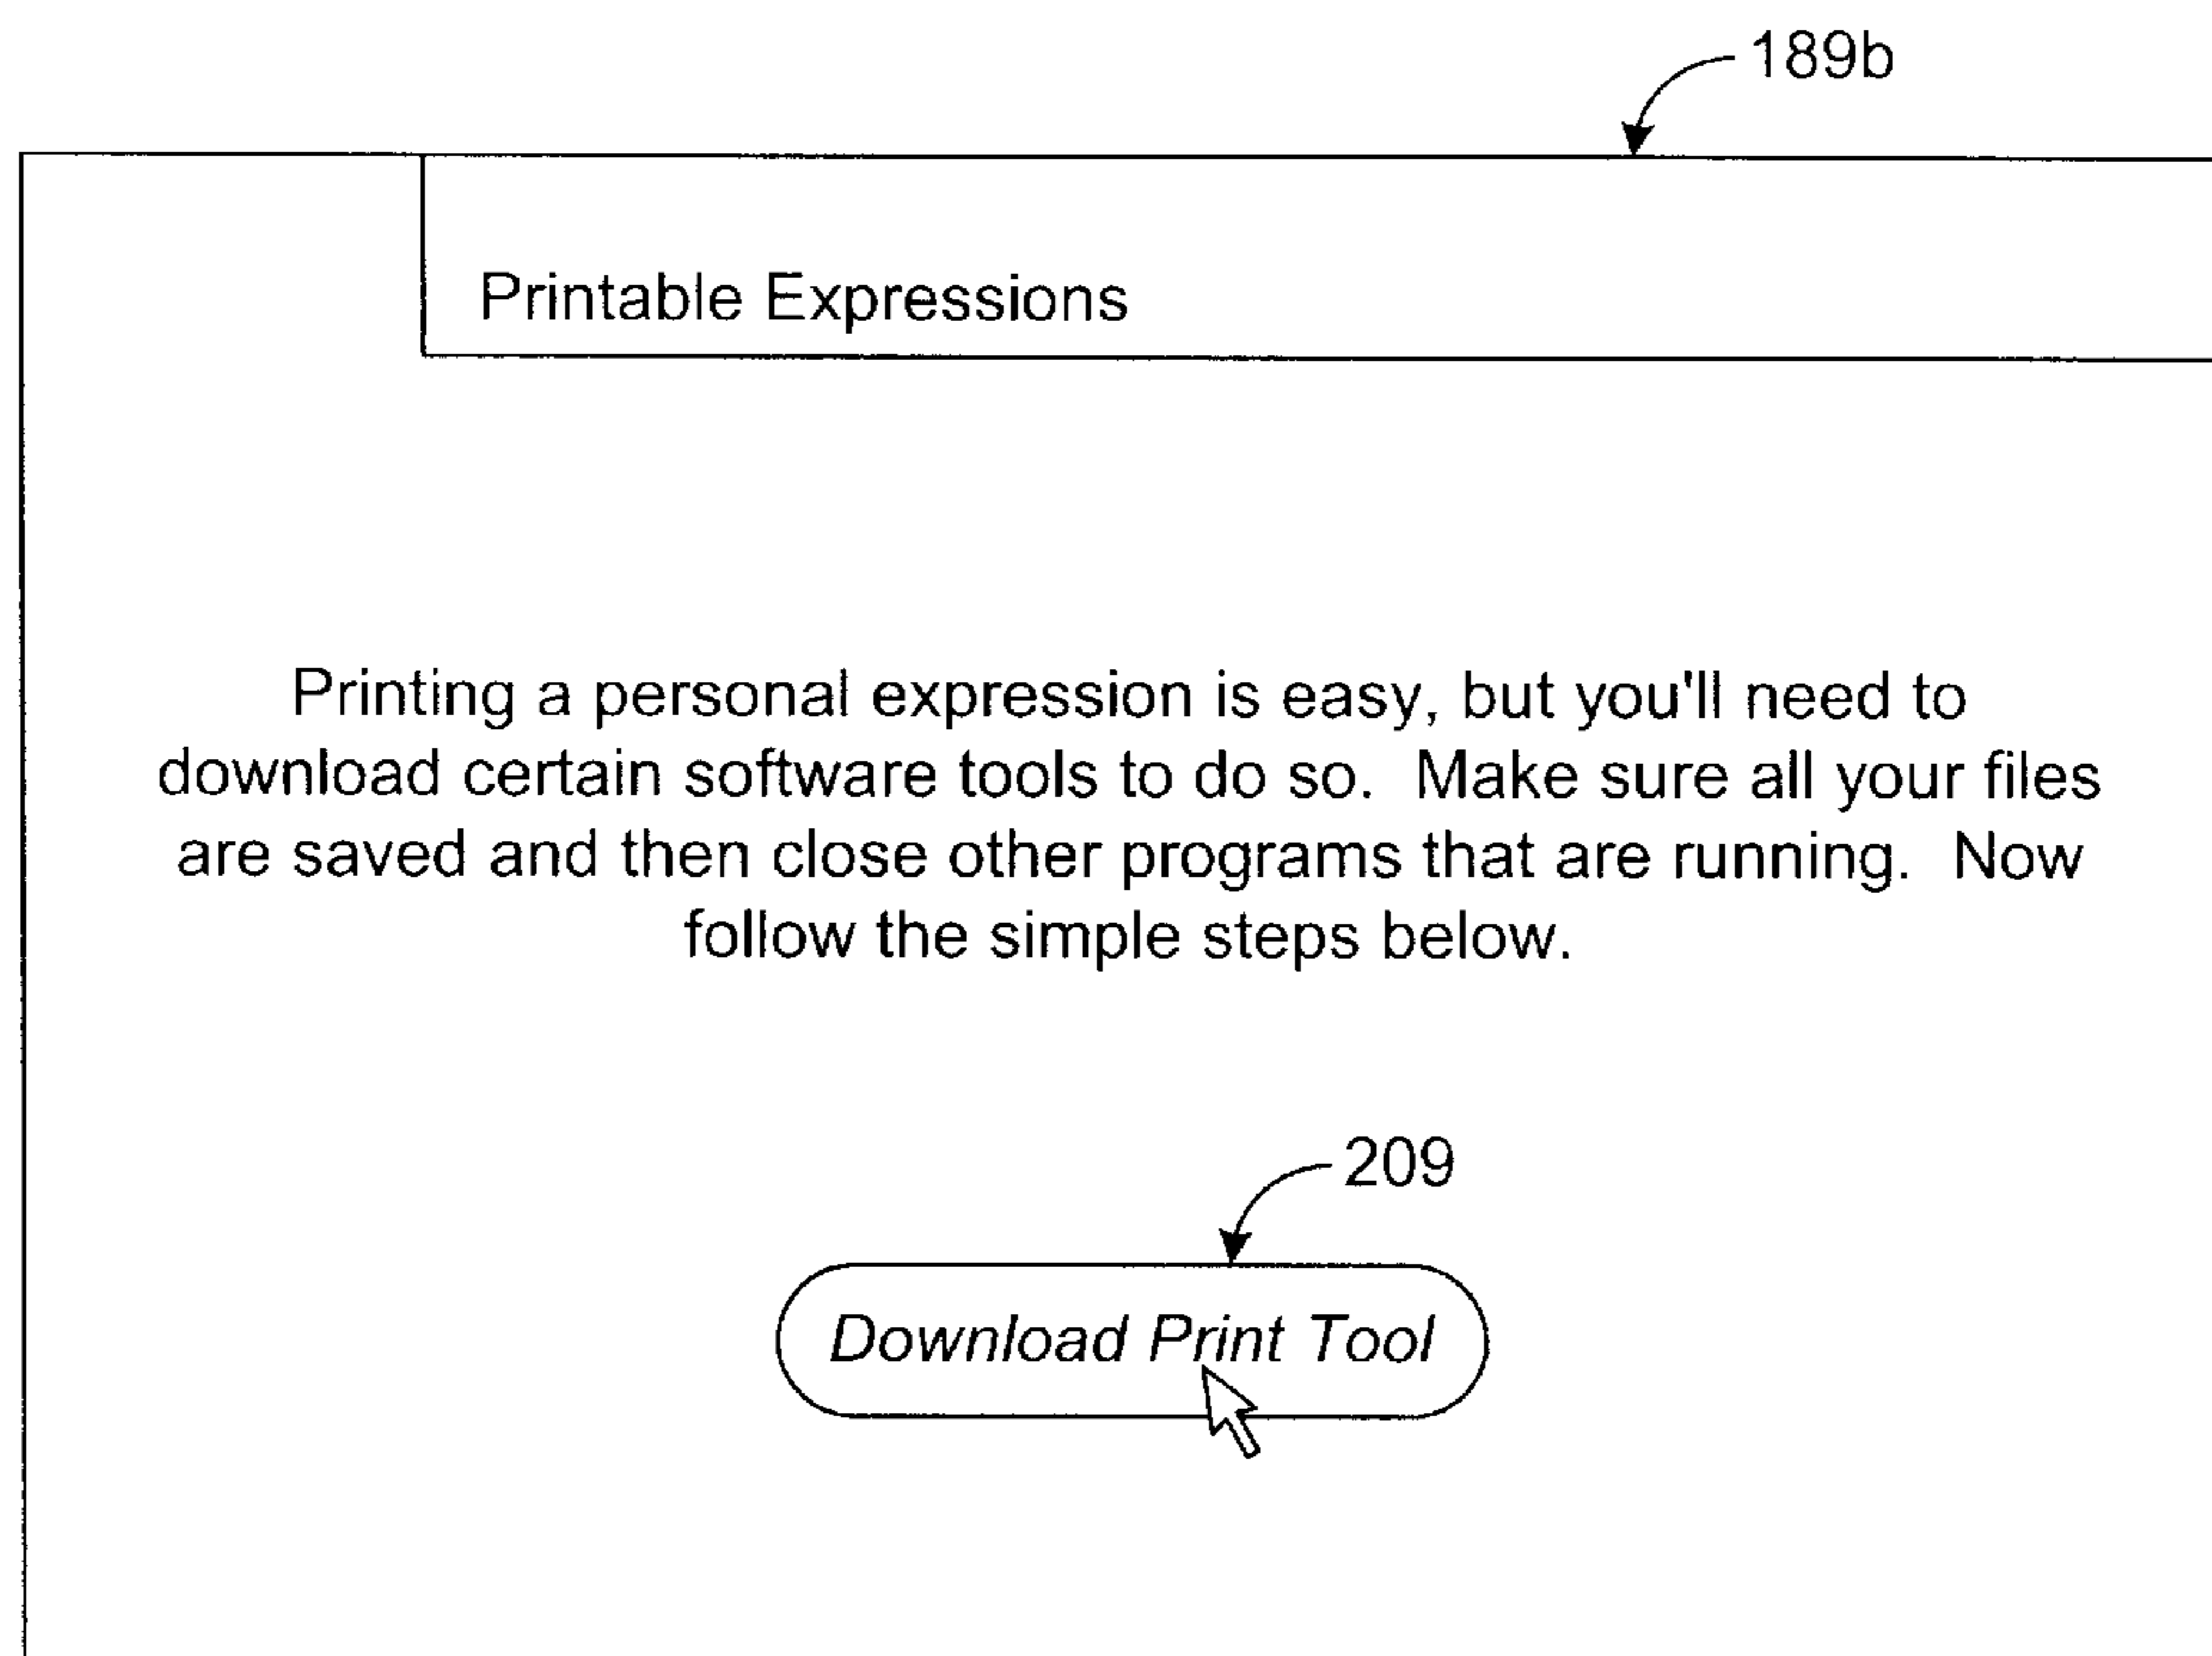 189b
Printable Expressions
Printing a personal expression is easy, but you'll need to
download certain software tools to do so.  Make sure all your files
are saved and then close other programs that are running.  Now
follow the simple steps below.
209
Download Print Tool